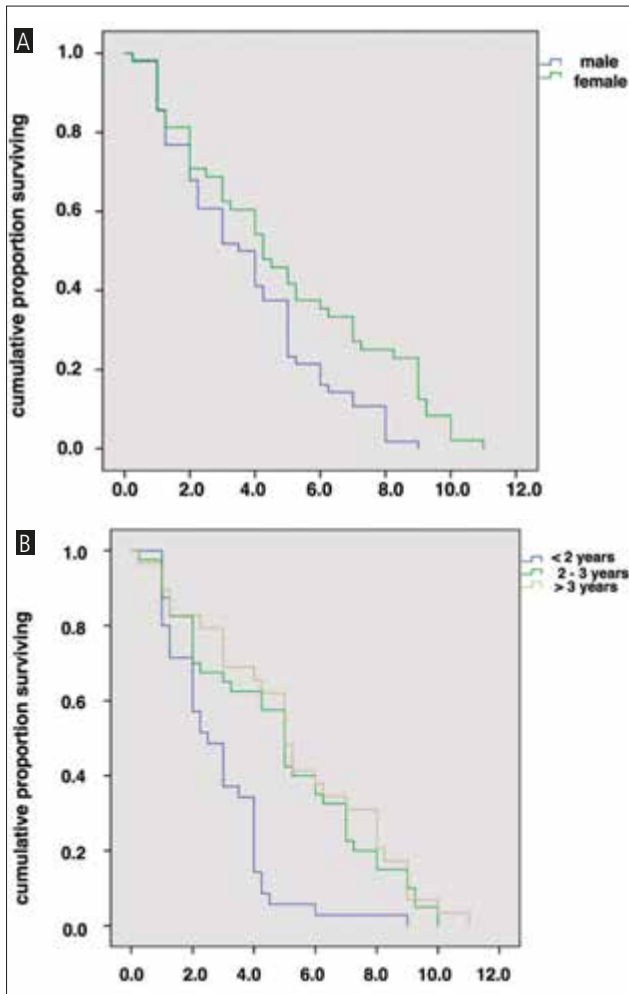 A
1.0
0.8
0.6
0.4
0.2
0.0
cumulative proportion surviving
0.0 2.0 4.0 6.0 8.0 10.0 12.0
male
female
B
1.0
0.8
0.6
0.4
0.2
0.0
cumulative proportion surviving
0.0 2.0 4.0 6.0 8.0 10.0 12.0
< 2 years
2 - 3 years
> 3 years